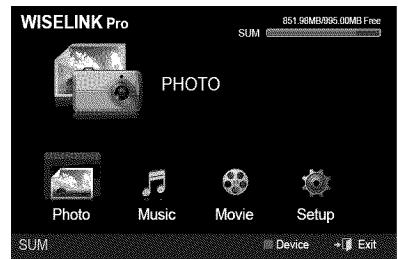 WISELINK Pro
851.98MB/995.00MB Free
SUM
PHOTO
Photo Music Movie Setup
SUM Device Exit